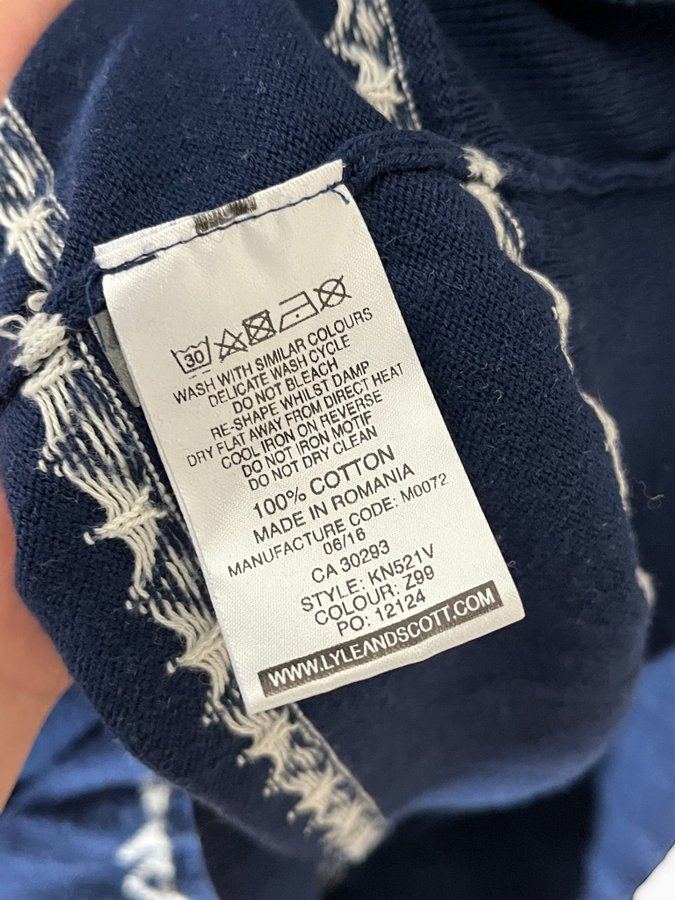 30
WASH WITH SIMILAR COLOURS
DELICATE WASH CYCLE
DO NOT BLEACH
RE-SHAPE WHILST DAMP
DRY FLAT AWAY FROM DIRECT HEAT
COOL IRON ON REVERSE
DO NOT IRON MOTIF
DO NOT DRY CLEAN
100% COTTON
MADE IN ROMANIA
MANUFACTURE CODE: M0072
06/16
CA 30293
STYLE: KN521V
COLOUR: Z99
PO: 12124
WWW.LYLEANDSCOTT.COM